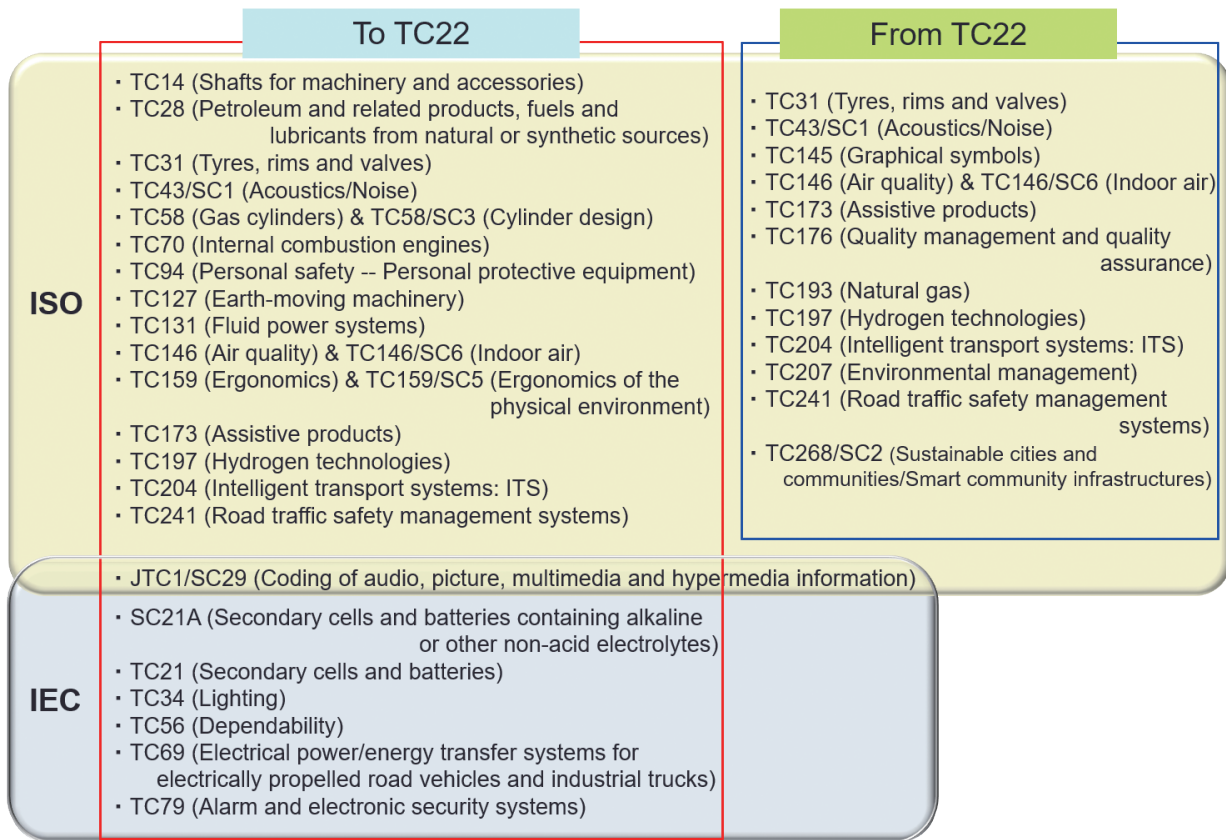 To TC22
・TC14 (Shafts for machinery and accessories)
・TC28 (Petroleum and related products, fuels and
lubricants from natural or synthetic sources)
・TC31 (Tyres, rims and valves)
・TC43/SC1 (Acoustics/Noise)
・TC58 (Gas cylinders) & TC58/SC3 (Cylinder design)
・TC70 (Internal combustion engines)
・TC94 (Personal safety -- Personal protective equipment)
・TC127 (Earth-moving machinery)
・TC131 (Fluid power systems)
・TC146 (Air quality) & TC146/SC6 (Indoor air)
・TC159 (Ergonomics) & TC159/SC5 (Ergonomics of the
physical environment)
・TC173 (Assistive products)
・TC197 (Hydrogen technologies)
・TC204 (Intelligent transport systems: ITS)
・TC241 (Road traffic safety management systems)
From TC22
・TC31 (Tyres, rims and valves)
・TC43/SC1 (Acoustics/Noise)
・TC145 (Graphical symbols)
・TC146 (Air quality) & TC146/SC6 (Indoor air)
・TC173 (Assistive products)
・TC176 (Quality management and quality
assurance)
・TC193 (Natural gas)
・TC197 (Hydrogen technologies)
・TC204 (Intelligent transport systems: ITS)
・TC207 (Environmental management)
・TC241 (Road traffic safety management
systems)
・TC268/SC2 (Sustainable cities and
communities/Smart community infrastructures)
ISO
・JTC1/SC29 (Coding of audio, picture, multimedia and hypermedia information)
IEC
・SC21A (Secondary cells and batteries containing alkaline
or other non-acid electrolytes)
・TC21 (Secondary cells and batteries)
・TC34 (Lighting)
・TC56 (Dependability)
・TC69 (Electrical power/energy transfer systems for
electrically propelled road vehicles and industrial trucks)
・TC79 (Alarm and electronic security systems)